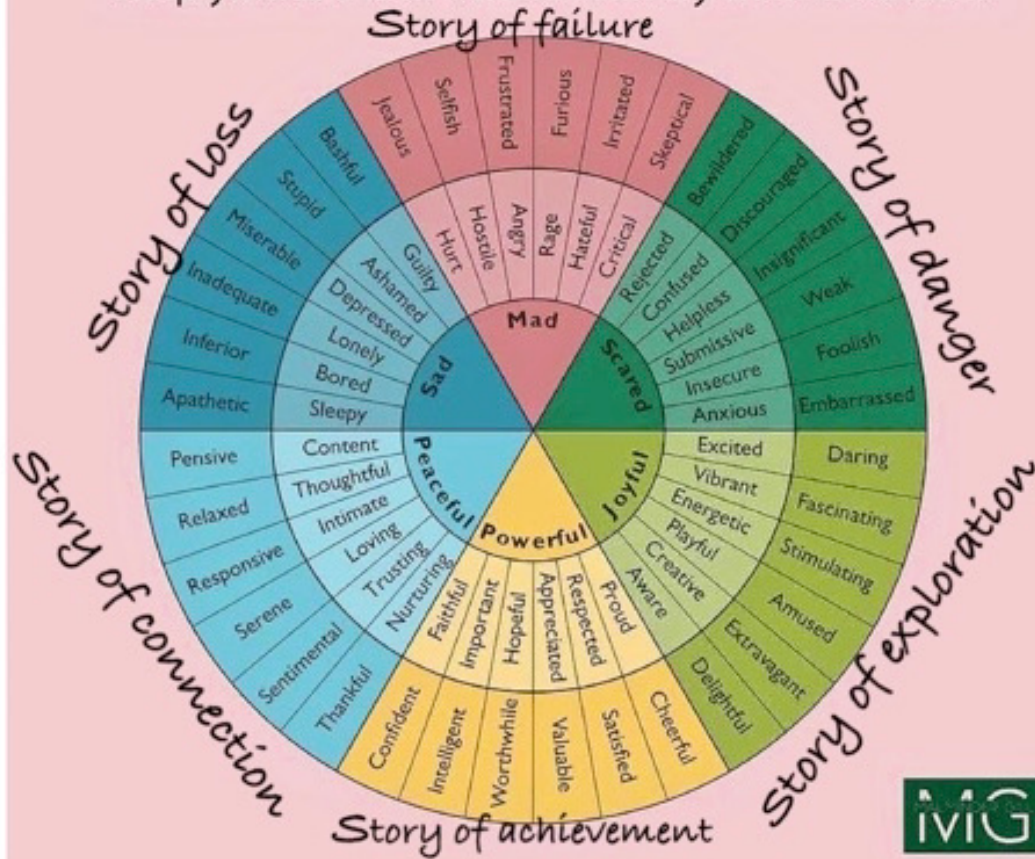 Story of failure
Story of loss
Story of danger
Story of connection
Story of exploration
Story of achievement
Mad
Hurt
Hostile
Angry
Rage
Hateful
Critical
Jealous
Selfish
Frustrated
Furious
Irritated
Skeptical
Scared
Rejected
Confused
Helpless
Submissive
Insecure
Anxious
Bewildered
Discouraged
Insignificant
Weak
Foolish
Embarrassed
Joyful
Excited
Vibrant
Energetic
Playful
Creative
Aware
Daring
Fascinating
Stimulating
Amused
Extravagant
Delightful
Powerful
Proud
Respected
Appreciated
Hopeful
Important
Faithful
Cheerful
Satisfied
Valuable
Worthwhile
Intelligent
Confident
Peaceful
Nurturing
Trusting
Loving
Intimate
Thoughtful
Content
Thankful
Sentimental
Serene
Responsive
Relaxed
Pensive
Sad
Sleepy
Bored
Lonely
Depressed
Ashamed
Guilty
Apathetic
Inferior
Inadequate
Miserable
Stupid
Bashful
MG